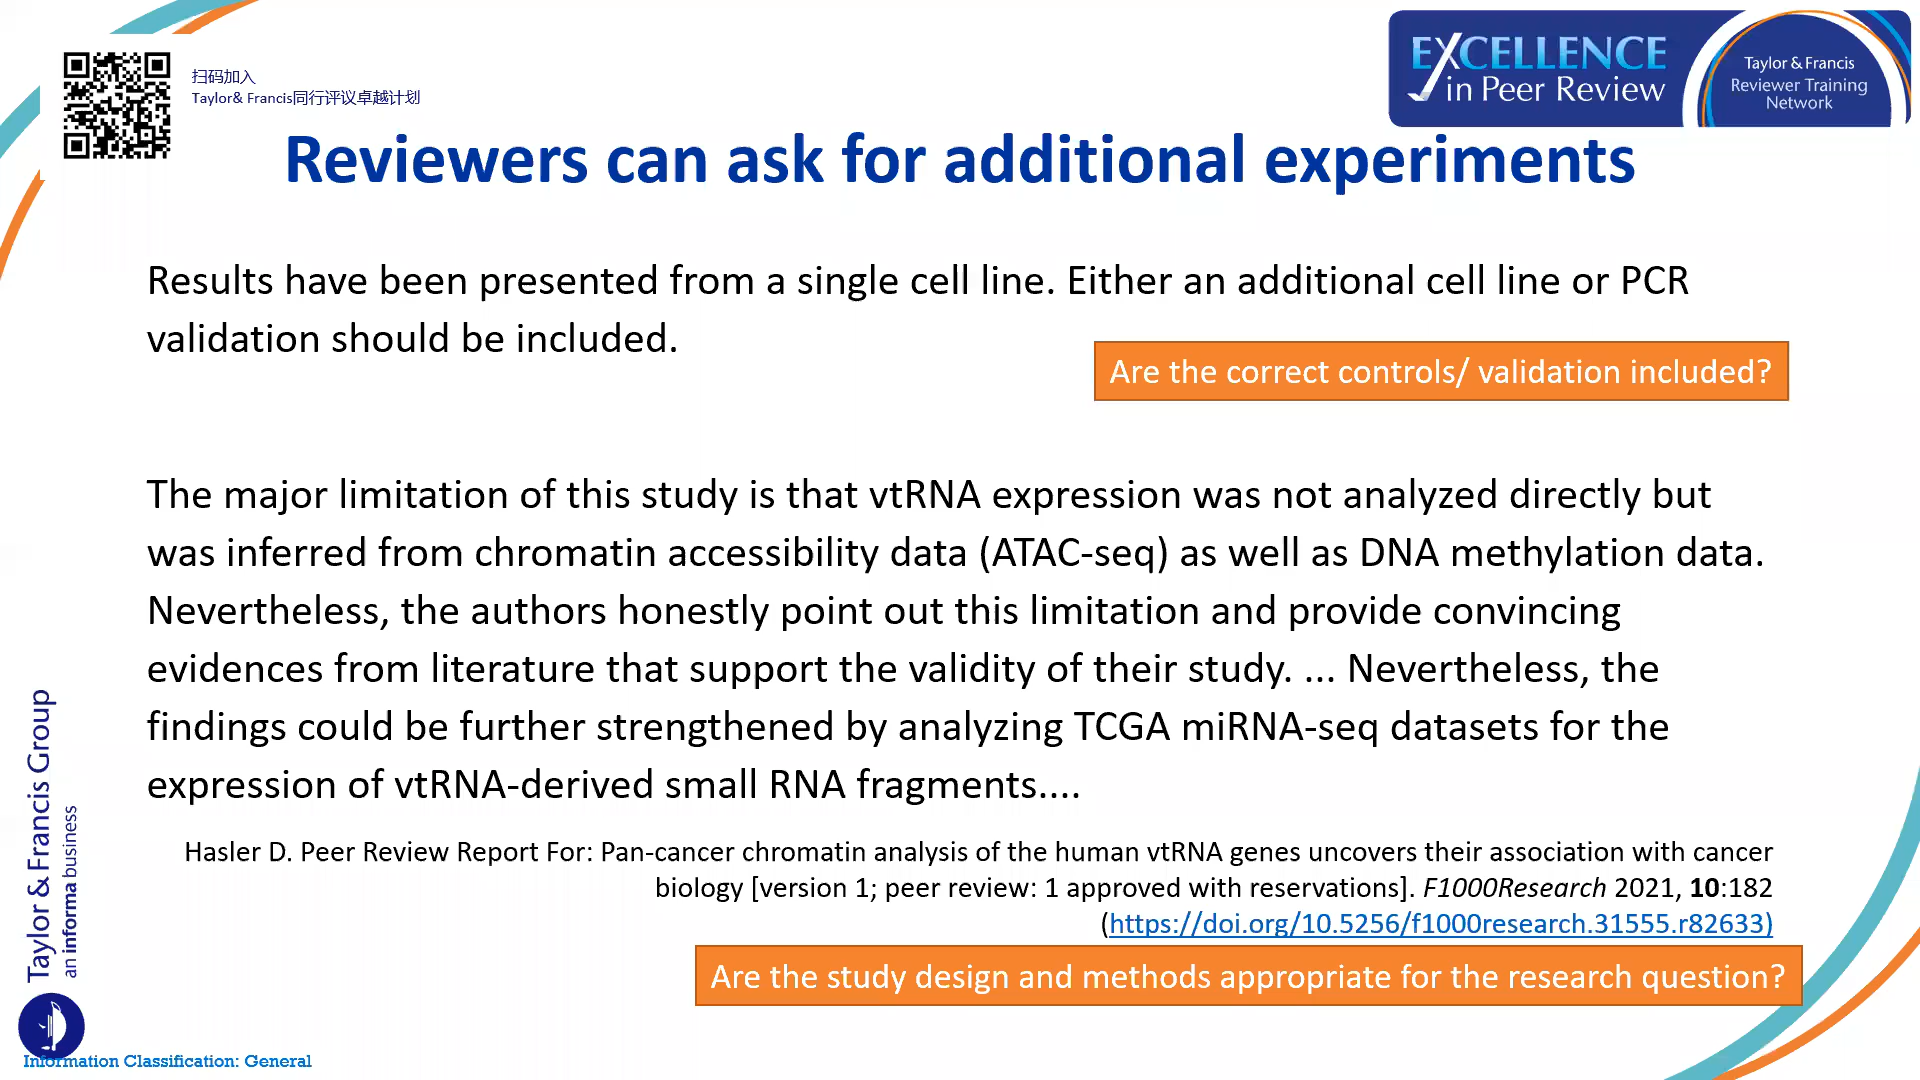 扫码加入
Taylor& Francis同行评议卓越计划
EXCELLENCE
in Peer Review
Taylor & Francis
Reviewer Training
Network
Reviewers can ask for additional experiments
Results have been presented from a single cell line. Either an additional cell line or PCR
validation should be included.
Are the correct controls/ validation included?
The major limitation of this study is that vtRNA expression was not analyzed directly but
was inferred from chromatin accessibility data (ATAC-seq) as well as DNA methylation data.
Nevertheless, the authors honestly point out this limitation and provide convincing
evidences from literature that support the validity of their study. ... Nevertheless, the
findings could be further strengthened by analyzing TCGA miRNA-seq datasets for the
expression of vtRNA-derived small RNA fragments....
Hasler D. Peer Review Report For: Pan-cancer chromatin analysis of the human vtRNA genes uncovers their association with cancer
biology [version 1; peer review: 1 approved with reservations]. F1000Research 2021, 10:182
(https://doi.org/10.5256/f1000research.31555.r82633)
Are the study design and methods appropriate for the research question?
Taylor & Francis Group
an informa business
Information Classification: General